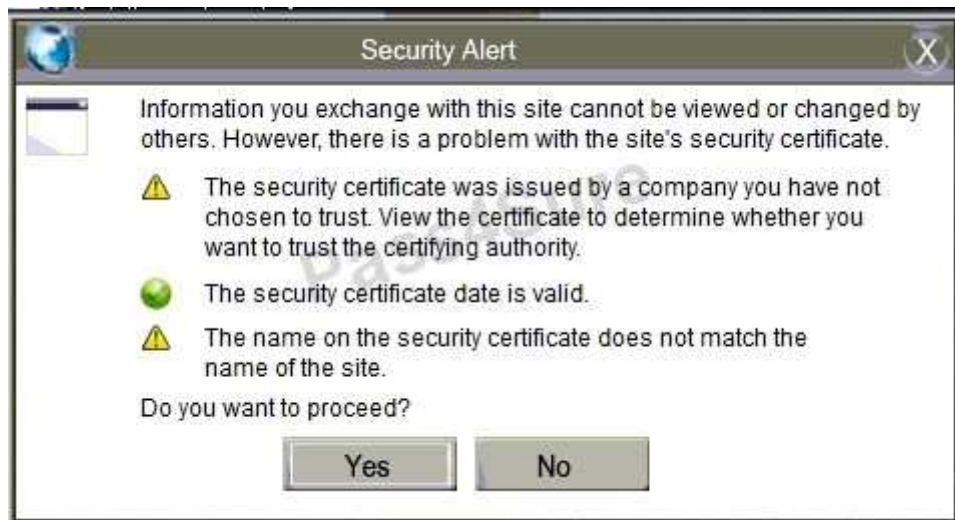 Security Alert
X
Information you exchange with this site cannot be viewed or changed by
others. However, there is a problem with the site's security certificate.
The security certificate was issued by a company you have not
chosen to trust. View the certificate to determine whether you
want to trust the certifying authority.
The security certificate date is valid.
The name on the security certificate does not match the
name of the site.
Do you want to proceed?
Yes No
Pass4Sure